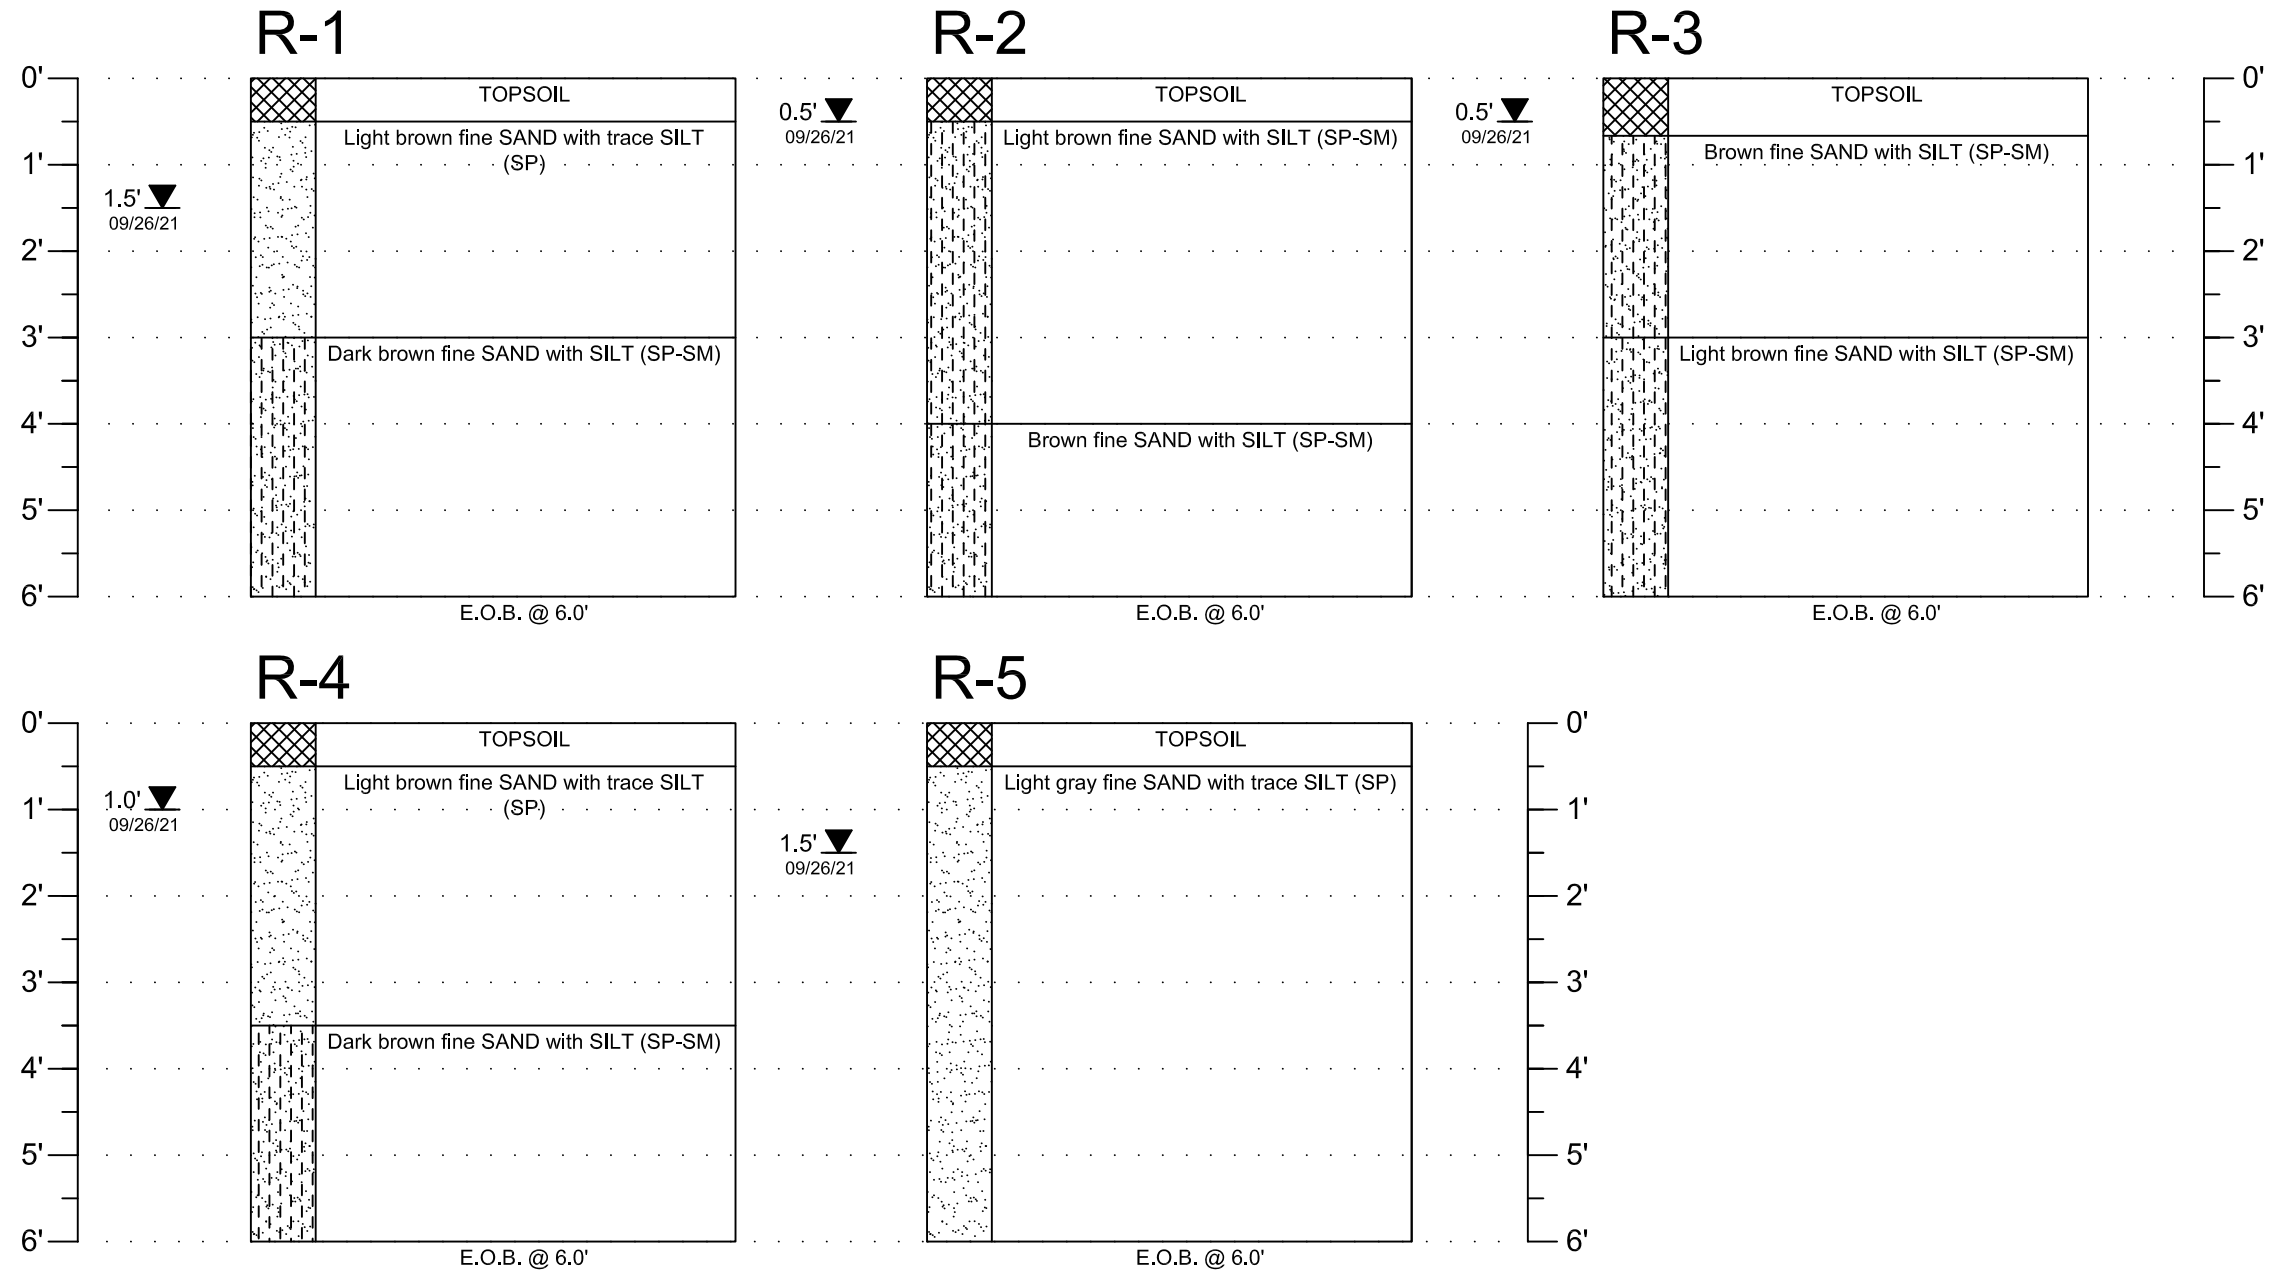 R-1
R-2
R-3
0'
1'
2'
3'
4'
5'
6'
1.5'
09/26/21
TOPSOIL
Light brown fine SAND with trace SILT
(SP)
Dark brown fine SAND with SILT (SP-SM)
E.O.B. @ 6.0'
0.5'
09/26/21
TOPSOIL
Light brown fine SAND with SILT (SP-SM)
Brown fine SAND with SILT (SP-SM)
E.O.B. @ 6.0'
0.5'
09/26/21
TOPSOIL
Brown fine SAND with SILT (SP-SM)
Light brown fine SAND with SILT (SP-SM)
E.O.B. @ 6.0'
0'
1'
2'
3'
4'
5'
6'
R-4
R-5
0'
1'
2'
3'
4'
5'
6'
1.0'
09/26/21
TOPSOIL
Light brown fine SAND with trace SILT
(SP)
Dark brown fine SAND with SILT (SP-SM)
E.O.B. @ 6.0'
1.5'
09/26/21
TOPSOIL
Light gray fine SAND with trace SILT (SP)
E.O.B. @ 6.0'
0'
1'
2'
3'
4'
5'
6'